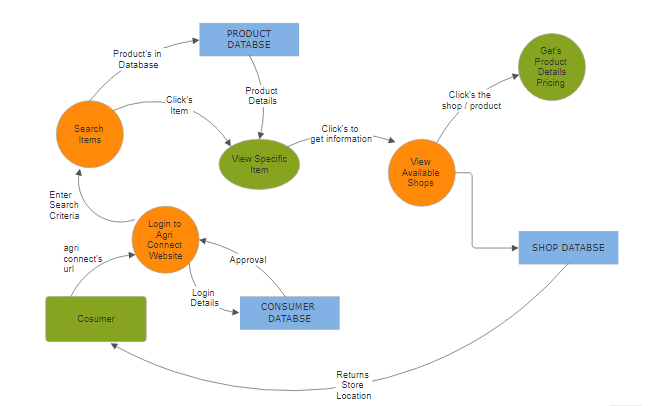 PRODUCT
DATABSE
Product's in
Database
Get's
Product
Details
Pricing
Click's
Item
Product
Details
Click's the
shop / product
Search
Items
Click's to
get information
View Specific
Item
View
Available
Shops
Enter
Search
Criteria
Login to
Agri
Connect
Website
agri
connect's
url
Approval
SHOP DATABSE
Login
Details
CONSUMER
DATABSE
Cosumer
Returns
Store
Location